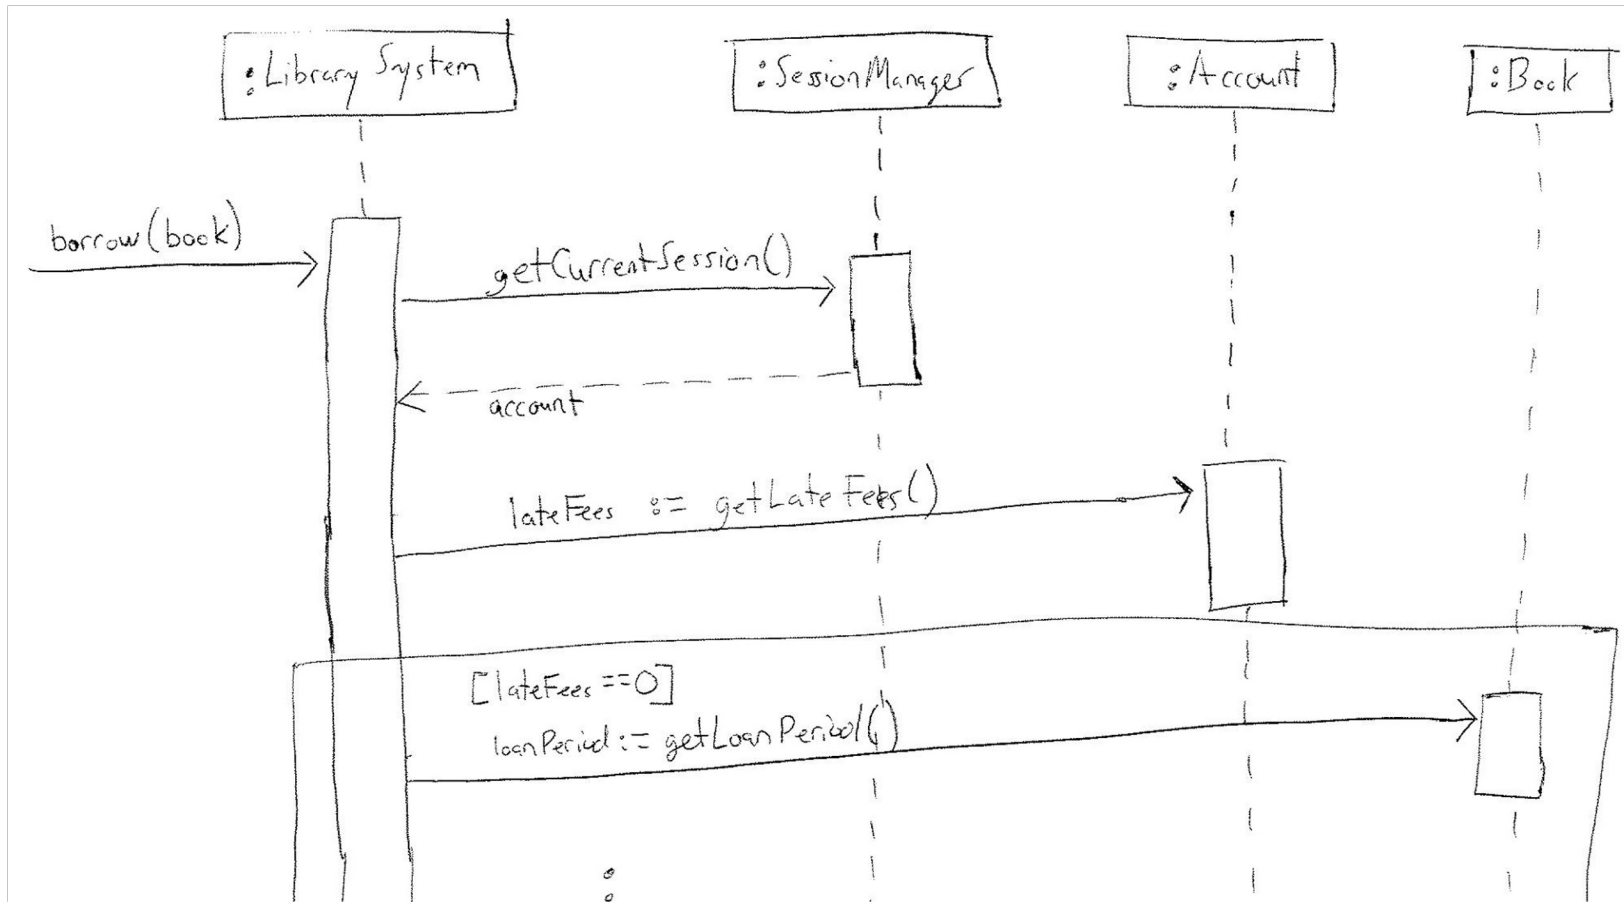 :Library System
:SessionManager
:Account
:Book
borrow(book)
getCurrentSession()
account
lateFees := getLateFees()
[lateFees ==0]
loanPeriod := getLoanPeriod()